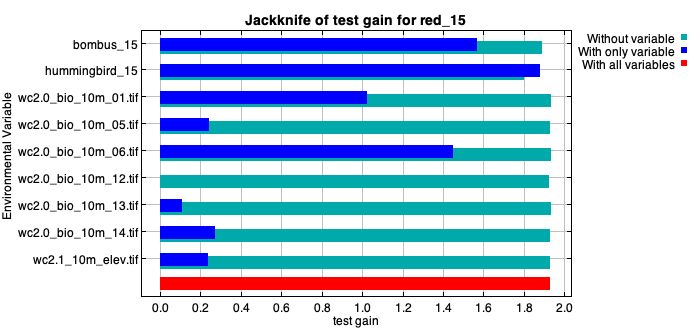 Jackknife of test gain for red_15
Without variable
With only variable
With all variables
Environmental Variable
bombus_15
hummingbird_15
wc2.0_bio_10m_01.tif
wc2.0_bio_10m_05.tif
wc2.0_bio_10m_06.tif
wc2.0_bio_10m_12.tif
wc2.0_bio_10m_13.tif
wc2.0_bio_10m_14.tif
wc2.1_10m_elev.tif
0.0 0.2 0.4 0.6 0.8 1.0 1.2 1.4 1.6 1.8 2.0
test gain